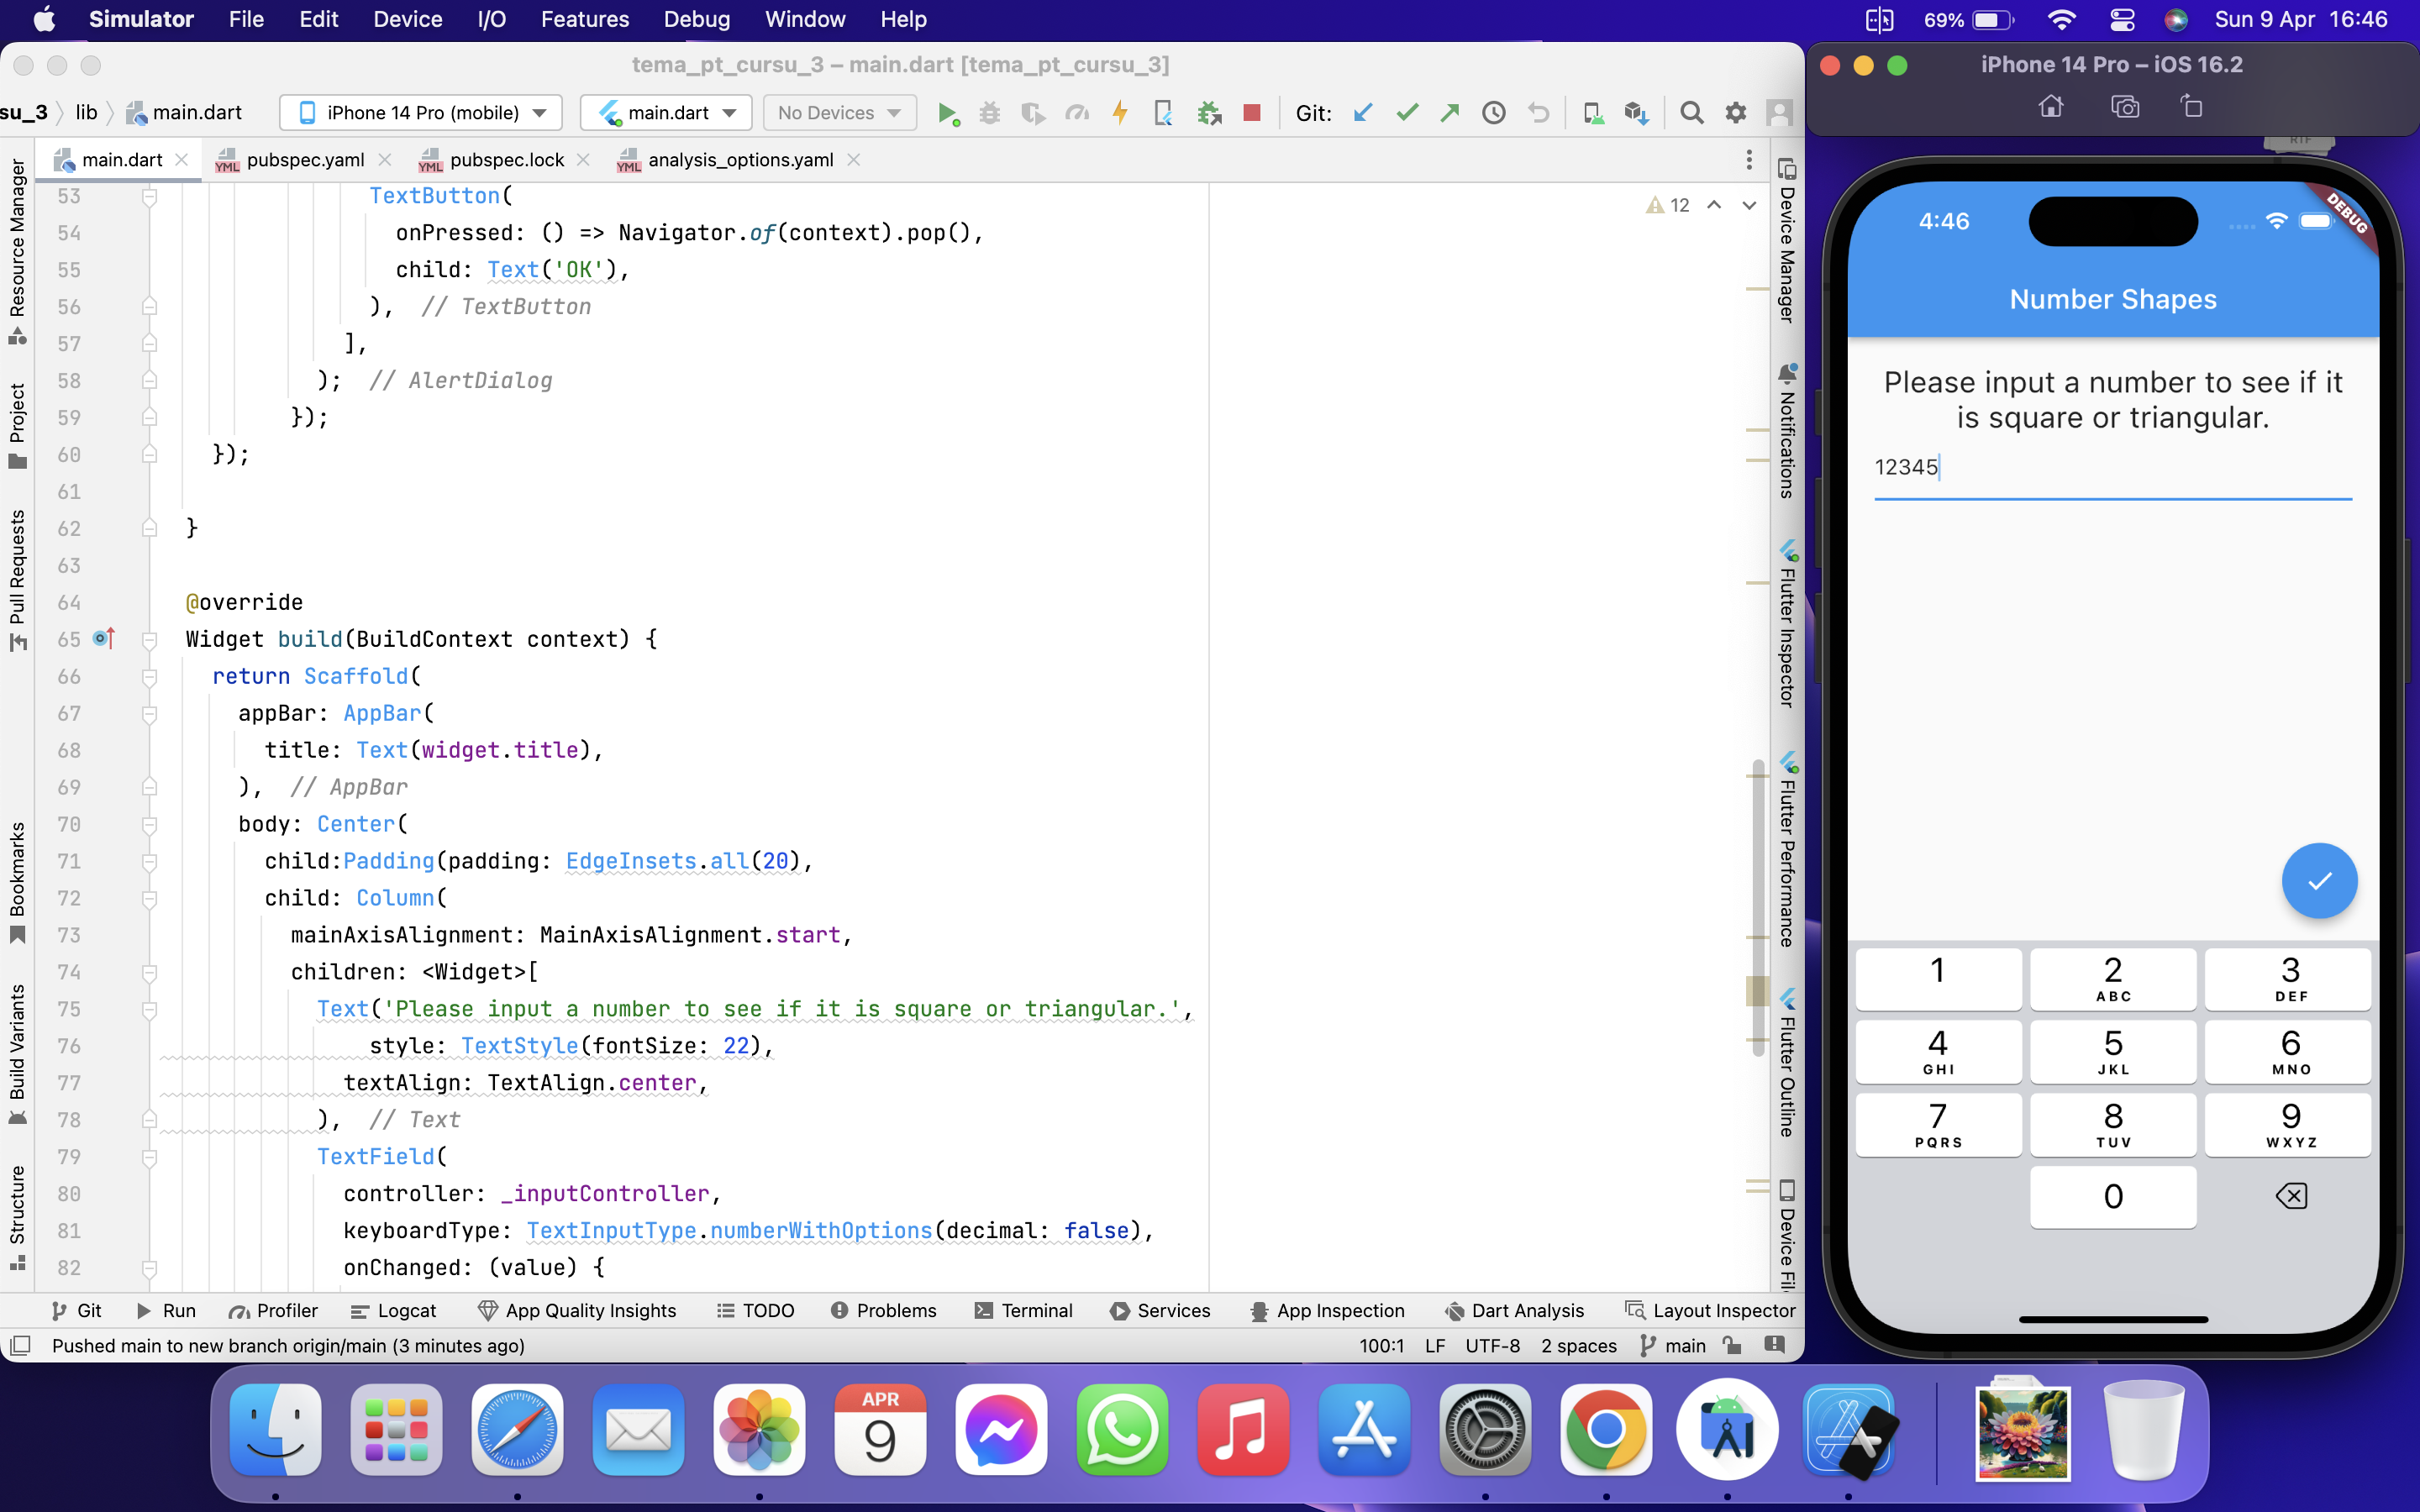 Simulator File Edit Device I/O Features Debug Window Help 69% Sun 9 Apr 16:46
tema_pt_cursu_3 – main.dart [tema_pt_cursu_3]
su_3 lib main.dart iPhone 14 Pro (mobile) main.dart No Devices Git:
main.dart pubspec.yaml pubspec.lock analysis_options.yaml
12
53 TextButton(
54 onPressed: () => Navigator.of(context).pop(),
55 child: Text('OK'),
56 ), // TextButton
57 ],
58 ); // AlertDialog
59 });
60 });
61
62 }
63
64 @override
65 Widget build(BuildContext context) {
66 return Scaffold(
67 appBar: AppBar(
68 title: Text(widget.title),
69 ), // AppBar
70 body: Center(
71 child:Padding(padding: EdgeInsets.all(20),
72 child: Column(
73 mainAxisAlignment: MainAxisAlignment.start,
74 children: <Widget>[
75 Text('Please input a number to see if it is square or triangular.',
76 style: TextStyle(fontSize: 22),
77 textAlign: TextAlign.center,
78 ), // Text
79 TextField(
80 controller: _inputController,
81 keyboardType: TextInputType.numberWithOptions(decimal: false),
82 onChanged: (value) {
Resource Manager
Project
Pull Requests
Bookmarks
Build Variants
Structure
Device Manager
Notifications
Flutter Inspector
Flutter Performance
Flutter Outline
Device Fil
Git Run Profiler Logcat App Quality Insights TODO Problems Terminal Services App Inspection Dart Analysis Layout Inspector
Pushed main to new branch origin/main (3 minutes ago) 100:1 LF UTF-8 2 spaces main
iPhone 14 Pro – iOS 16.2
RTF
4:46
DEBUG
Number Shapes
Please input a number to see if it
is square or triangular.
12345
1 2 3
ABC DEF
4 5 6
GHI JKL MNO
7 8 9
PQRS TUV WXYZ
0
APR
9